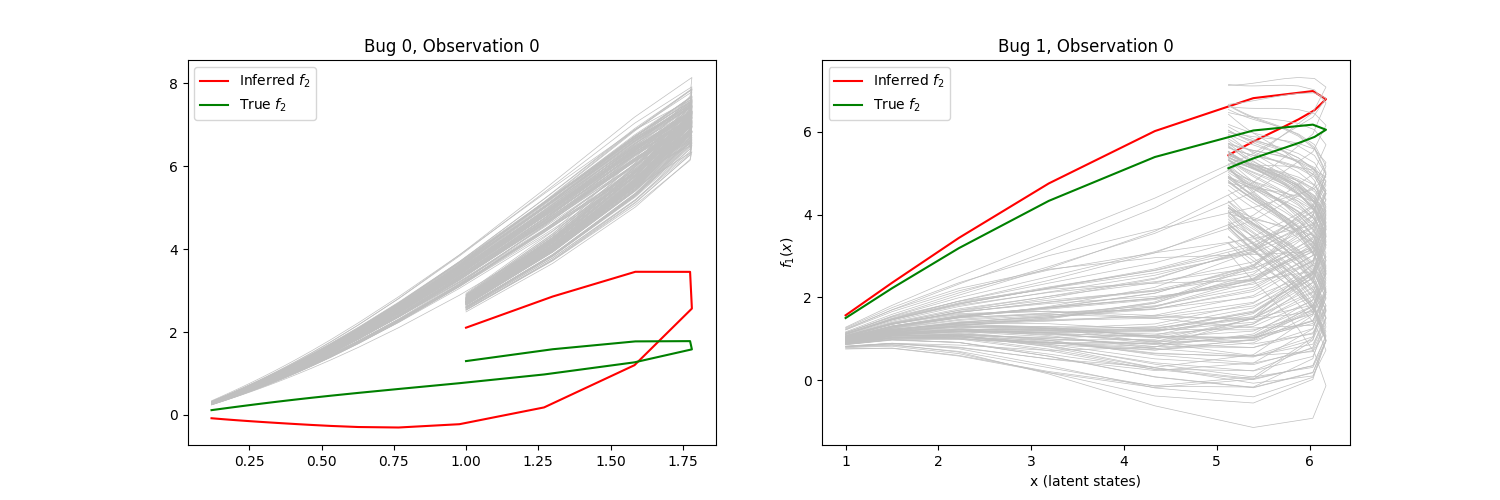 Bug 0, Observation 0
Inferred f₂
True f₂
8
6
4
2
0
0.25 0.50 0.75 1.00 1.25 1.50 1.75
Bug 1, Observation 0
Inferred f₂
True f₂
f₁(x)
6
4
2
0
1 2 3 4 5 6
x (latent states)